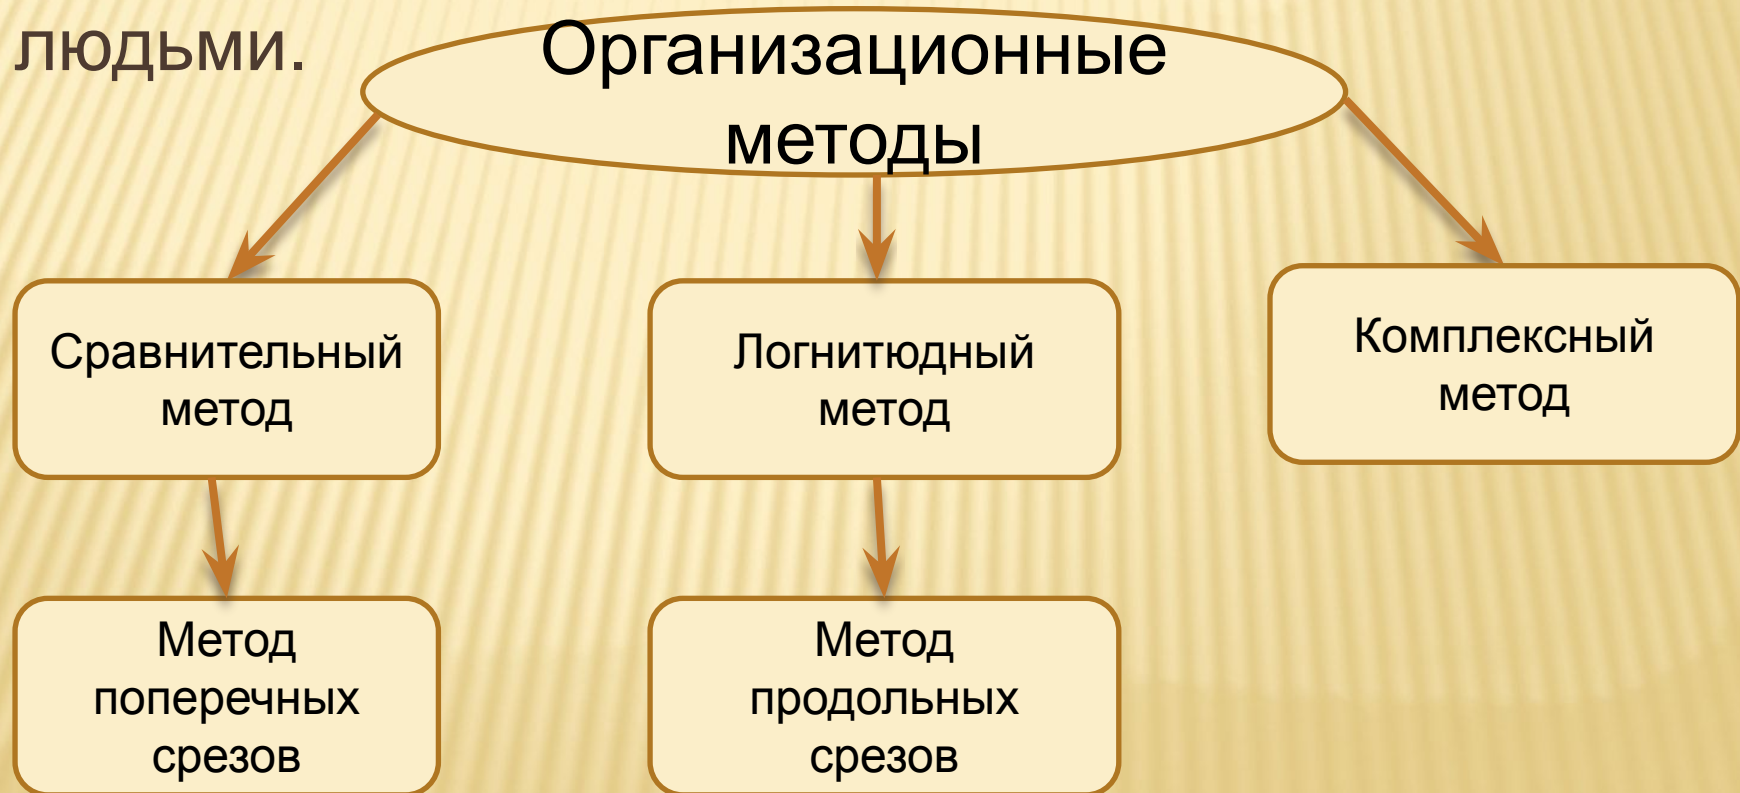 людьми.
Организационные
методы
Сравнительный
метод
Логнитюдный
метод
Комплексный
метод
Метод
поперечных
срезов
Метод
продольных
срезов